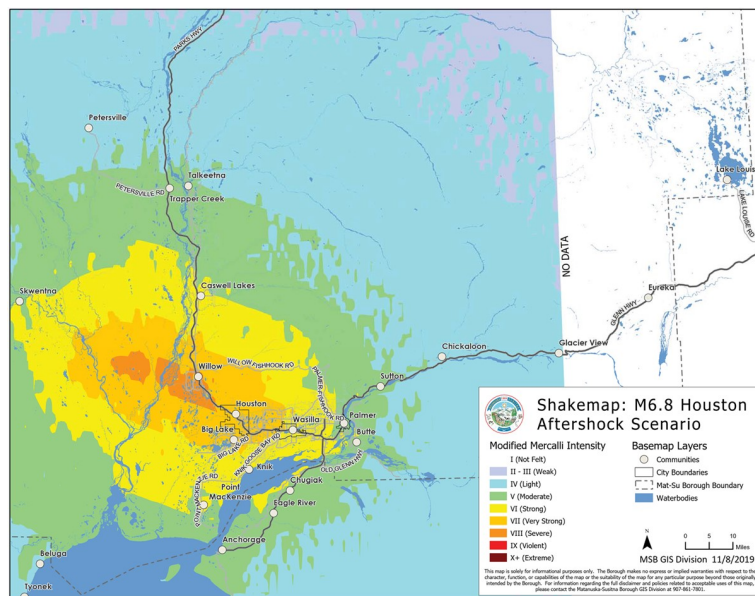 PARKS HWY
Petersville
Talkeetna
PETERSVILLE RD
Trapper Creek
Lake Louise
LAKE LOUISE RD
NO DATA
Skwentna
Caswell Lakes
Eureka
GLENN HWY
Chickaloon
Glacier View
WILLOW FISHHOOK RD
Willow
PALMER-FISHHOOK RD
Sutton
Houston
Wasilla
Palmer
Big Lake
BIG LAKE RD
KNIK-GOOSE BAY RD
Butte
Knik
OLD GLENN HWY
Point
MacKenzie
Chugiak
Eagle River
Anchorage
Beluga
Tyonek
Shakemap: M6.8 Houston
Aftershock Scenario
Modified Mercalli Intensity
I (Not Felt)
II - III (Weak)
IV (Light)
V (Moderate)
VI (Strong)
VII (Very Strong)
VIII (Severe)
IX (Violent)
X+ (Extreme)
Basemap Layers
Communities
City Boundaries
Mat-Su Borough Boundary
Waterbodies
N
0 5 10
Miles
MSB GIS Division 11/8/2019
This map is solely for informational purposes only. The Borough makes no express or implied warranties with respect to the
character, function, or capabilities of the map or the suitability of the map for any particular purpose beyond those originally
intended by the Borough. For information regarding the full disclaimer and policies related to acceptable uses of this map,
please contact the Matanuska-Susitna Borough GIS Division at 907-861-7801.